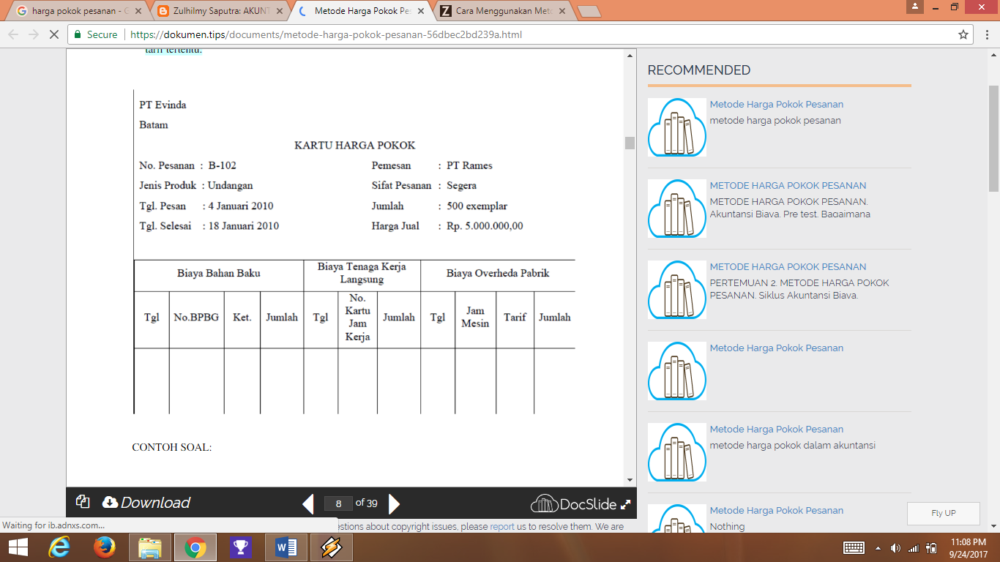 harga pokok pesanan - G
Zulhilmy Saputra: AKUNT
Metode Harga Pokok Pes
Cara Menggunakan Meto
Secure
https://dokumen.tips/documents/metode-harga-pokok-pesanan-56dbec2bd239a.html
tarif tertentu.
PT Evinda
Batam
KARTU HARGA POKOK
No. Pesanan : B-102 Pemesan : PT Rames
Jenis Produk : Undangan Sifat Pesanan : Segera
Tgl. Pesan : 4 Januari 2010 Jumlah : 500 exemplar
Tgl. Selesai : 18 Januari 2010 Harga Jual : Rp. 5.000.000,00
Biaya Bahan Baku
Biaya Tenaga Kerja
Langsung
Biaya Overheda Pabrik
Tgl No.BPBG Ket. Jumlah Tgl
No.
Kartu
Jam
Kerja
Jumlah Tgl
Jam
Mesin
Tarif Jumlah
CONTOH SOAL:
Download
8 of 39
DocSlide
RECOMMENDED
Metode Harga Pokok Pesanan
metode harga pokok pesanan
METODE HARGA POKOK PESANAN
METODE HARGA POKOK PESANAN.
Akuntansi Biaya. Pre test. Bagaimana
METODE HARGA POKOK PESANAN
PERTEMUAN 2. METODE HARGA POKOK
PESANAN. Siklus Akuntansi Biaya.
Metode Harga Pokok Pesanan
Metode Harga Pokok Pesanan
metode harga pokok dalam akuntansi
Metode Harga Pokok Pesanan
Nothing
Fly UP
Waiting for ib.adnxs.com...
estions about copyright issues, please report us to resolve them. We are
11:08 PM
9/24/2017